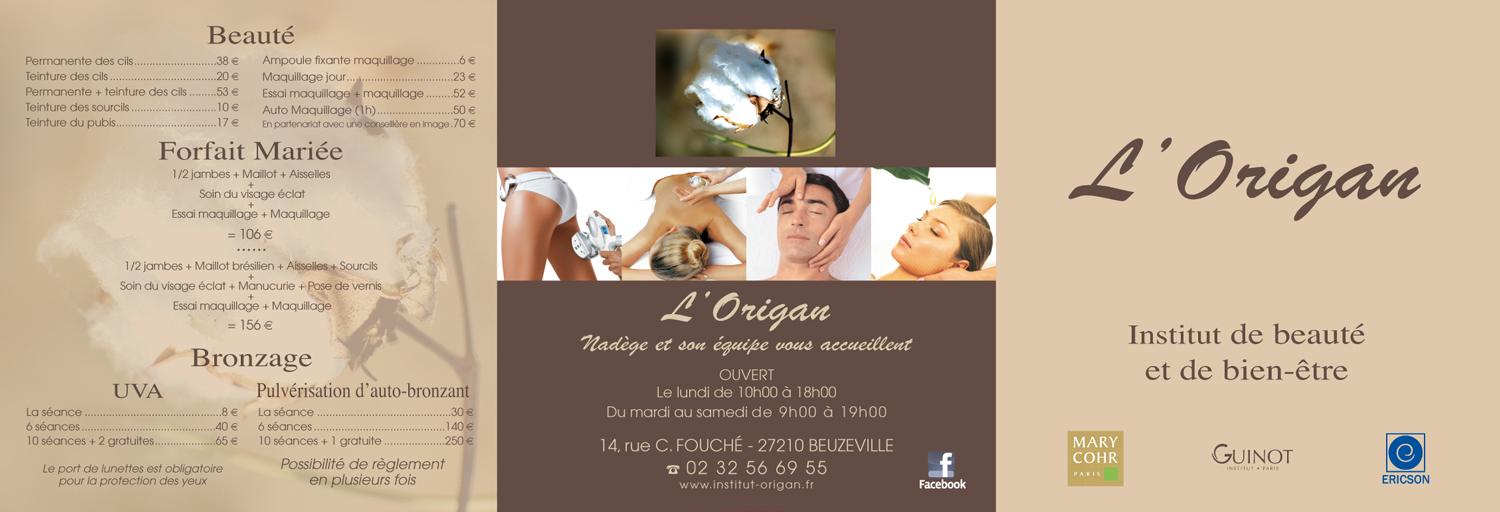 Beauté
Permanente des cils..........................38 €
Teinture des cils ..................................20 €
Permanente + teinture des cils .........53 €
Teinture des sourcils ...........................10 €
Teinture du pubis................................17 €
Ampoule fixante maquillage ..............6 €
Maquillage jour..................................23 €
Essai maquillage + maquillage .........52 €
Auto Maquillage (1h).........................50 €
En partenariat avec une conseillère en image .70 €
Forfait Mariée
1/2 jambes + Maillot + Aisselles
+
Soin du visage éclat
+
Essai maquillage + Maquillage
= 106 €
••••••
1/2 jambes + Maillot brésilien + Aisselles + Sourcils
+
Soin du visage éclat + Manucurie + Pose de vernis
+
Essai maquillage + Maquillage
= 156 €
Bronzage
UVA
La séance ............................................8 €
6 séances...........................................40 €
10 séances + 2 gratuites...................65 €
Le port de lunettes est obligatoire
pour la protection des yeux
Pulvérisation d'auto-bronzant
La séance ...........................................30 €
6 séances .........................................140 €
10 séances + 1 gratuite ...................250 €
Possibilité de règlement
en plusieurs fois
L'Origan
Nadège et son équipe vous accueillent
OUVERT
Le lundi de 10h00 à 18h00
Du mardi au samedi de 9h00 à 19h00
14, rue C. FOUCHÉ - 27210 BEUZEVILLE
☎ 02 32 56 69 55
www.institut-origan.fr
f
Facebook
L'Origan
Institut de beauté
et de bien-être
MARY
COHR
PARIS
GUINOT
INSTITUT • PARIS
e
ERICSON